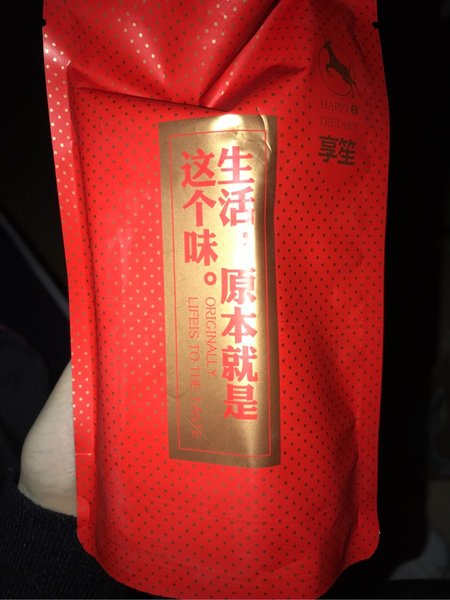 HAPPY
DIETARY
享笙
生活。原本就是
这个味。
ORIGINALLY
LIFEIS TO THE TASTE